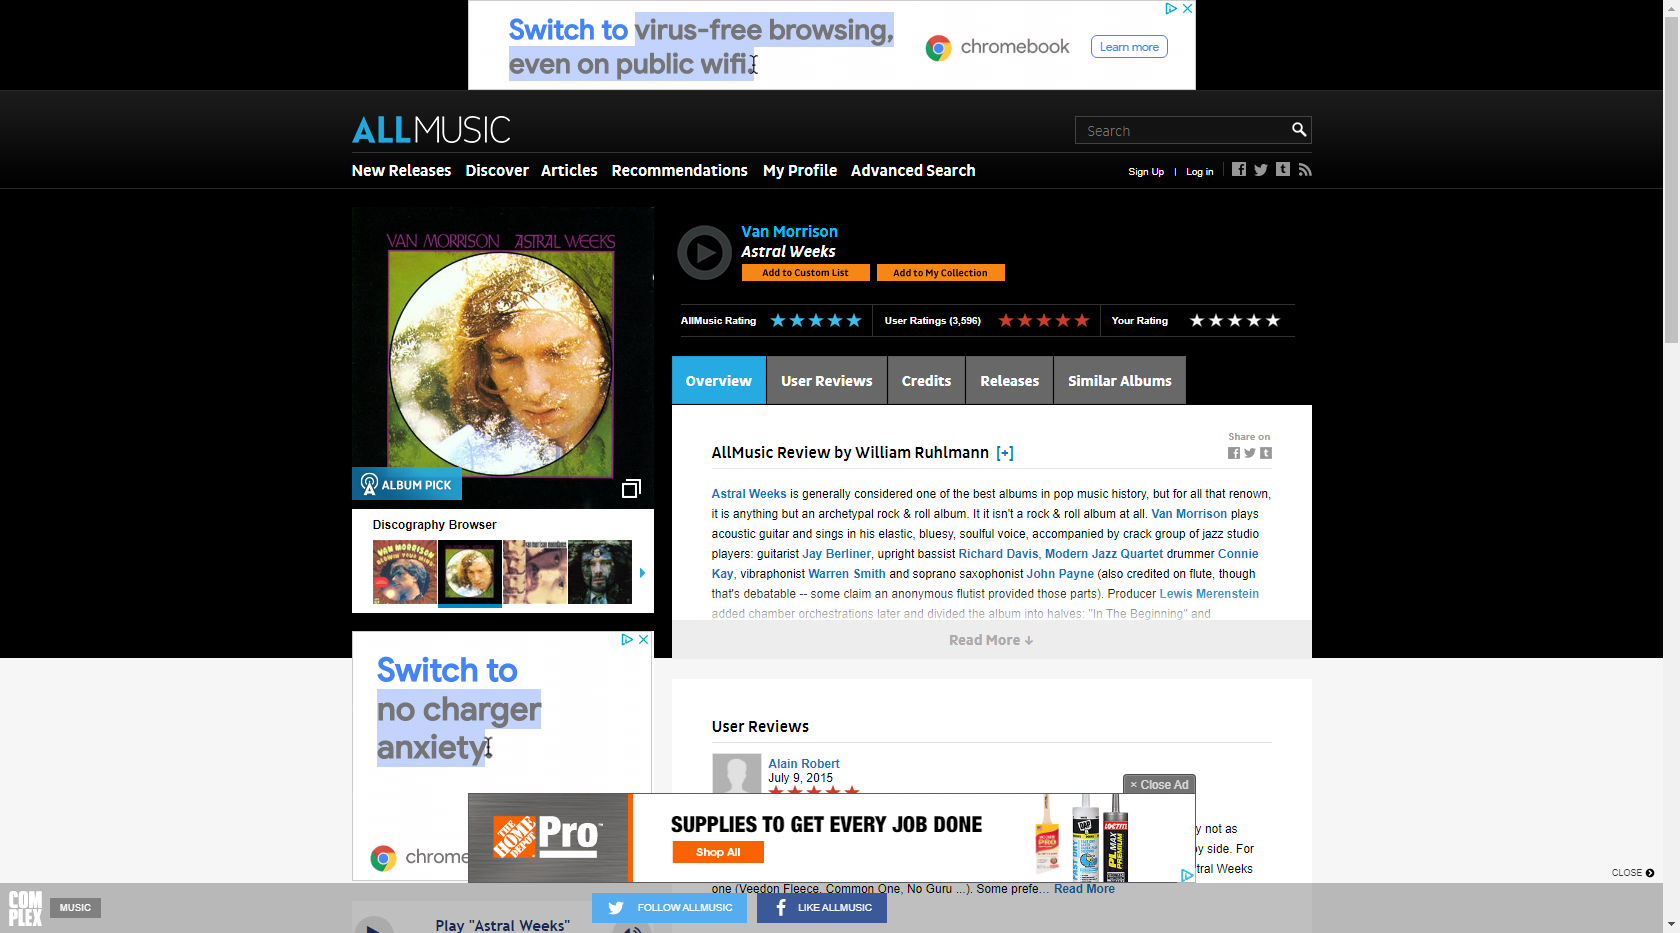 Switch to virus-free browsing,
even on public wifi.
chromebook
Learn more
ALLMUSIC
Search
New Releases Discover Articles Recommendations My Profile Advanced Search
Sign Up | Log in
VAN MORRISON ASTRAL WEEKS
Van Morrison
Astral Weeks
Add to Custom List Add to My Collection
AllMusic Rating User Ratings (3,596) Your Rating
Overview User Reviews Credits Releases Similar Albums
ALBUM PICK
Share on
AllMusic Review by William Ruhlmann [+]
Astral Weeks is generally considered one of the best albums in pop music history, but for all that renown,
it is anything but an archetypal rock & roll album. It it isn't a rock & roll album at all. Van Morrison plays
acoustic guitar and sings in his elastic, bluesy, soulful voice, accompanied by crack group of jazz studio
players: guitarist Jay Berliner, upright bassist Richard Davis, Modern Jazz Quartet drummer Connie
Kay, vibraphonist Warren Smith and soprano saxophonist John Payne (also credited on flute, though
that's debatable -- some claim an anonymous flutist provided those parts). Producer Lewis Merenstein
added chamber orchestrations later and divided the album into halves: "In The Beginning" and
Read More ↓
Discography Browser
VAN MORRISON
Switch to
no charger
anxiety.
chrome
User Reviews
Alain Robert
July 9, 2015
× Close Ad
THE HOME DEPOT Pro™
SUPPLIES TO GET EVERY JOB DONE
Shop All
DAP
FAST DRY
LOCTITE
PL MAX PREMIUM
y not as
y side. For
tral Weeks
one (Veedon Fleece, Common One, No Guru ...). Some prefe... Read More
CLOSE
COMPLEX
MUSIC
FOLLOW ALLMUSIC
LIKE ALLMUSIC
Play "Astral Weeks"